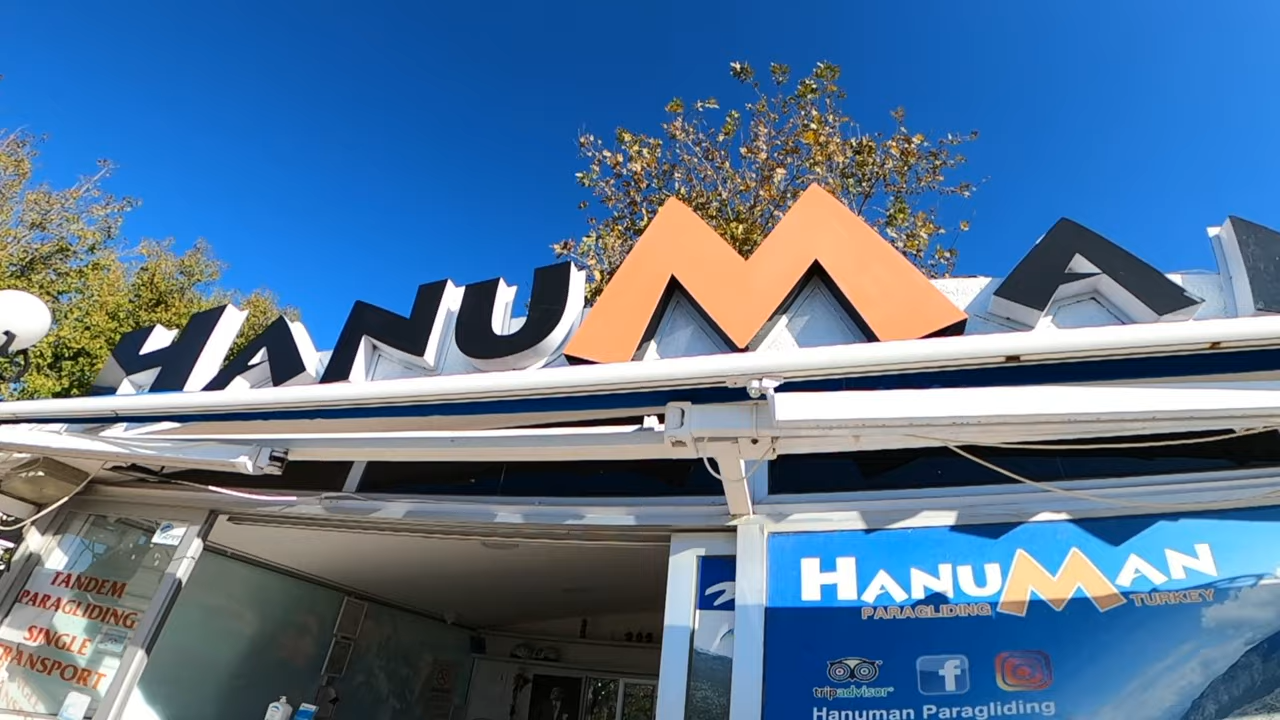 HANUMAN
TANDEM
PARAGLIDING
SINGLE
TRANSPORT
HANUMAN
PARAGLIDING TURKEY
tripadvisor
Hanuman Paragliding